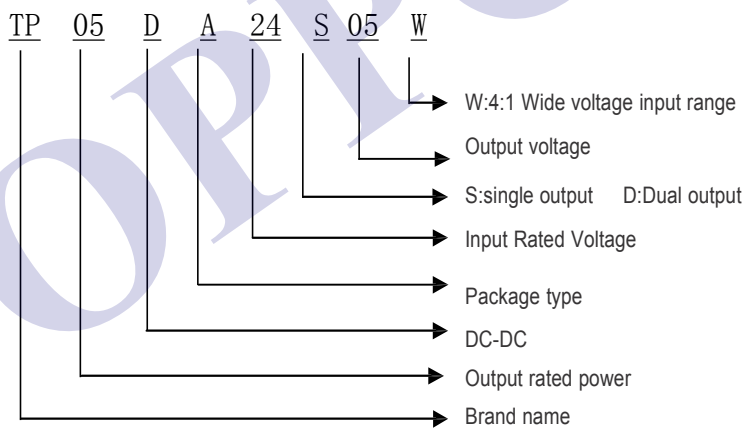 TP 05 D A 24 S 05 W
W:4:1 Wide voltage input range
Output voltage
S:single output D:Dual output
Input Rated Voltage
Package type
DC-DC
Output rated power
Brand name